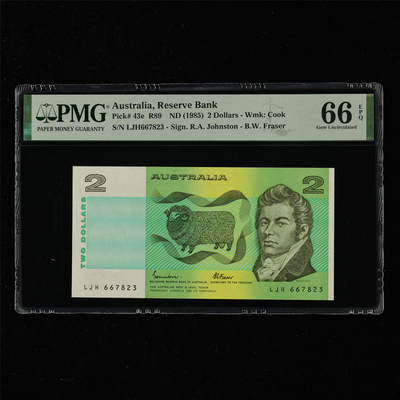 PMG
PAPER MONEY GUARANTY
Australia, Reserve Bank
Pick# 43e R89 ND (1985) 2 Dollars - Wmk: Cook
S/N LJH667823 - Sign. R.A. Johnston - B.W. Fraser
66 EPQ
Gem Uncirculated
2 AUSTRALIA 2
TWO DOLLARS
LJH 667823
LJH 667823